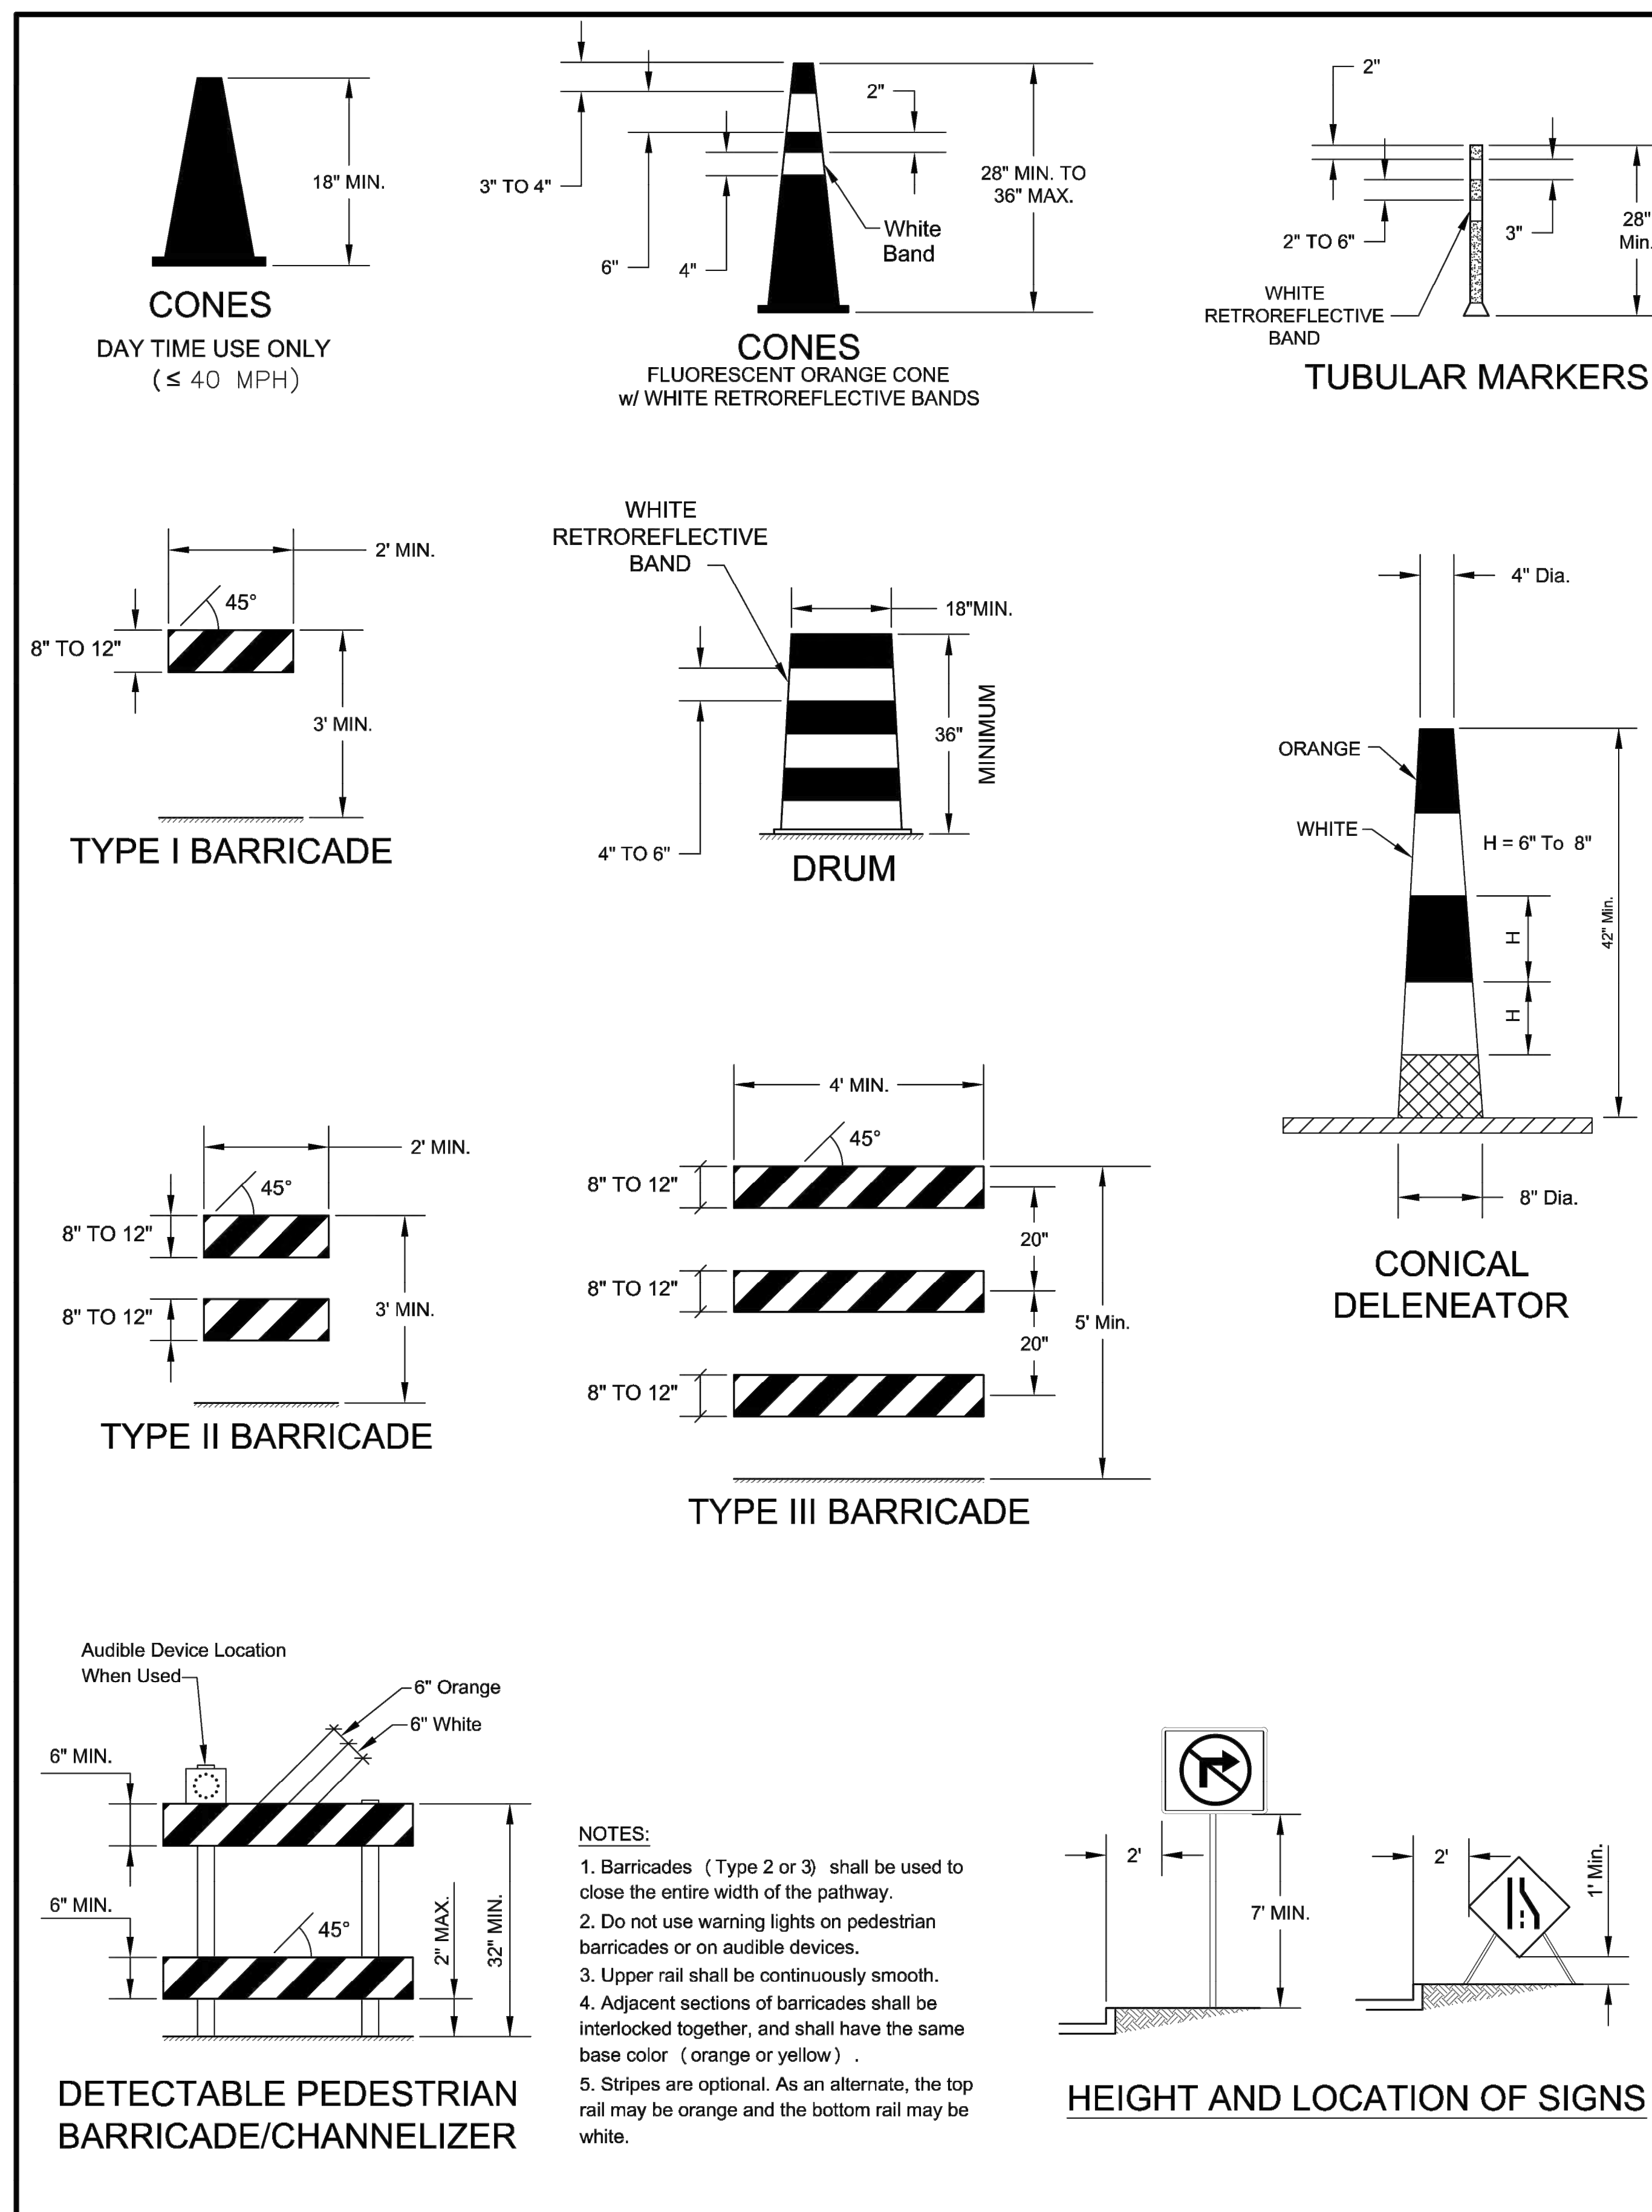 18" MIN.
CONES
DAY TIME USE ONLY
(≤ 40 MPH)
3" TO 4"
6"
4"
2"
White
Band
28" MIN. TO
36" MAX.
CONES
FLUORESCENT ORANGE CONE
w/ WHITE RETROREFLECTIVE BANDS
2"
2" TO 6"
3"
28"
Min.
WHITE
RETROREFLECTIVE
BAND
TUBULAR MARKERS
2' MIN.
45°
8" TO 12"
3' MIN.
TYPE I BARRICADE
WHITE
RETROREFLECTIVE
BAND
18"MIN.
36"
MINIMUM
4" TO 6"
DRUM
4" Dia.
ORANGE
WHITE
H = 6" To 8"
H
H
42" Min.
8" Dia.
CONICAL
DELENEATOR
2' MIN.
45°
8" TO 12"
8" TO 12"
3' MIN.
TYPE II BARRICADE
4' MIN.
45°
8" TO 12"
8" TO 12"
8" TO 12"
20"
20"
5' Min.
TYPE III BARRICADE
Audible Device Location
When Used
6" Orange
6" White
6" MIN.
6" MIN.
45°
2" MAX.
32" MIN.
DETECTABLE PEDESTRIAN
BARRICADE/CHANNELIZER
NOTES:
1. Barricades (Type 2 or 3) shall be used to
close the entire width of the pathway.
2. Do not use warning lights on pedestrian
barricades or on audible devices.
3. Upper rail shall be continuously smooth.
4. Adjacent sections of barricades shall be
interlocked together, and shall have the same
base color (orange or yellow) .
5. Stripes are optional. As an alternate, the top
rail may be orange and the bottom rail may be
white.
2'
7' MIN.
2'
1' Min.
HEIGHT AND LOCATION OF SIGNS